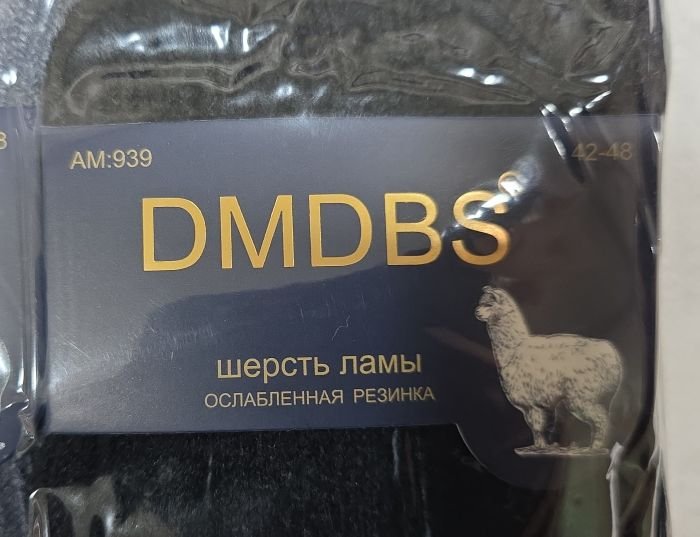 AM:939
42-48
DMDBS
шерсть ламы
ОСЛАБЛЕННАЯ РЕЗИНКА